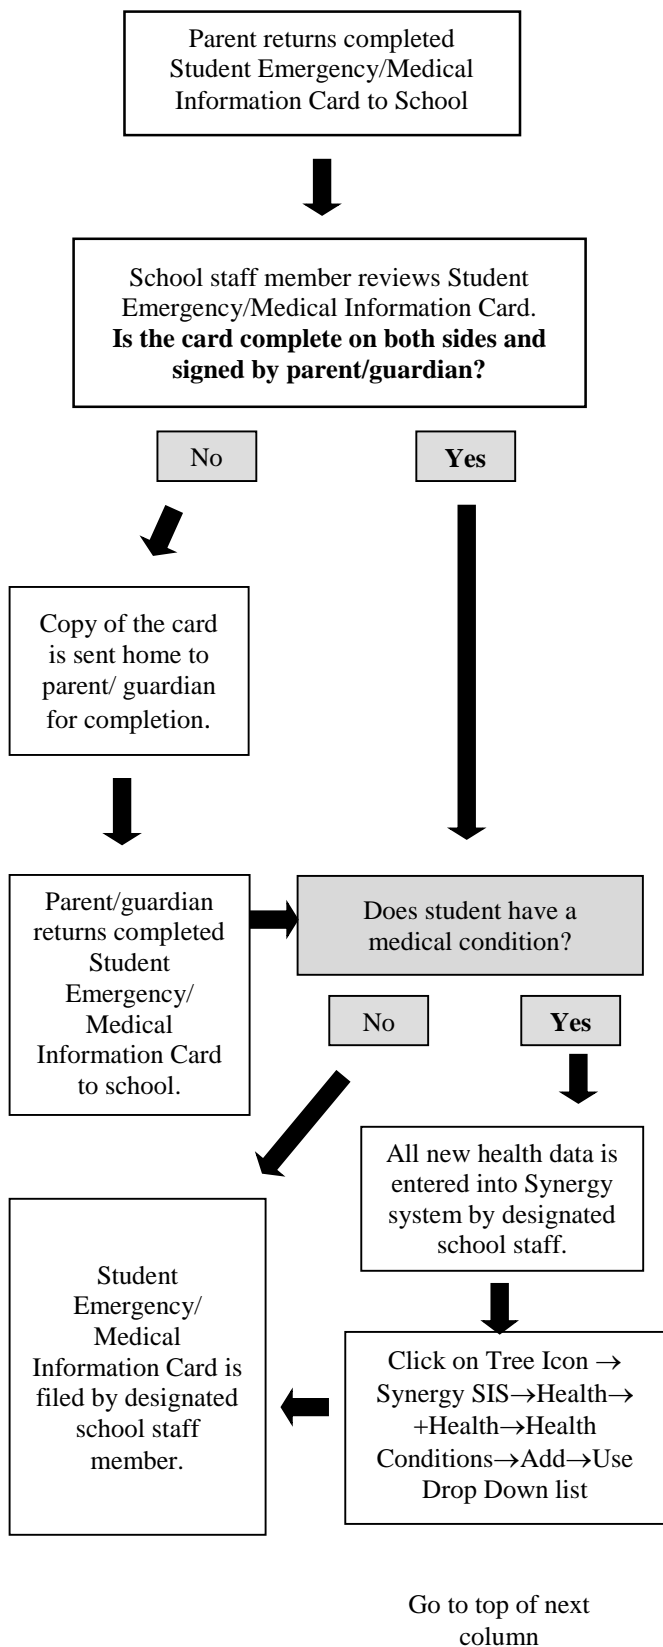 Parent returns completed
Student Emergency/Medical
Information Card to School
School staff member reviews Student
Emergency/Medical Information Card.
Is the card complete on both sides and
signed by parent/guardian?
No
Yes
Copy of the card
is sent home to
parent/ guardian
for completion.
Parent/guardian
returns completed
Student
Emergency/
Medical
Information Card
to school.
Does student have a
medical condition?
No
Yes
All new health data is
entered into Synergy
system by designated
school staff.
Student
Emergency/
Medical
Information Card is
filed by designated
school staff
member.
Click on Tree Icon →
Synergy SIS→Health→
+Health→Health
Conditions→Add→Use
Drop Down list
Go to top of next
column